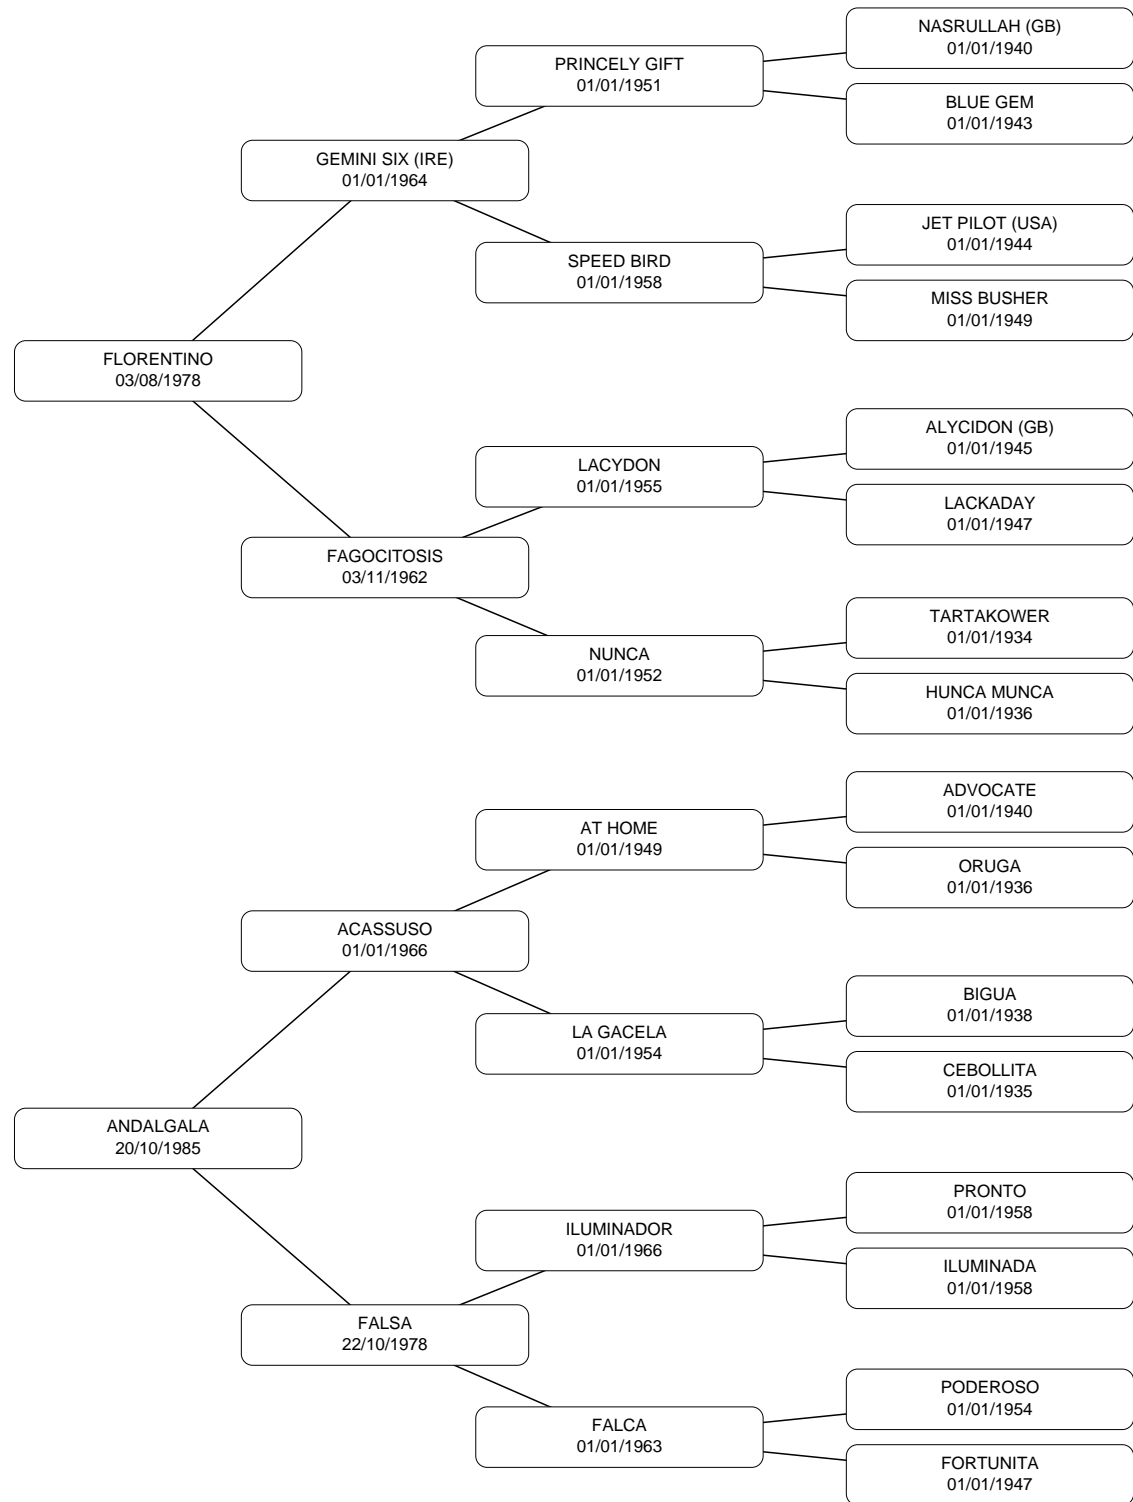 NASRULLAH (GB)
01/01/1940
PRINCELY GIFT
01/01/1951
BLUE GEM
01/01/1943
GEMINI SIX (IRE)
01/01/1964
JET PILOT (USA)
01/01/1944
SPEED BIRD
01/01/1958
MISS BUSHER
01/01/1949
FLORENTINO
03/08/1978
ALYCIDON (GB)
01/01/1945
LACYDON
01/01/1955
LACKADAY
01/01/1947
FAGOCITOSIS
03/11/1962
TARTAKOWER
01/01/1934
NUNCA
01/01/1952
HUNCA MUNCA
01/01/1936
ADVOCATE
01/01/1940
AT HOME
01/01/1949
ORUGA
01/01/1936
ACASSUSO
01/01/1966
BIGUA
01/01/1938
LA GACELA
01/01/1954
CEBOLLITA
01/01/1935
ANDALGALA
20/10/1985
PRONTO
01/01/1958
ILUMINADOR
01/01/1966
ILUMINADA
01/01/1958
FALSA
22/10/1978
PODEROSO
01/01/1954
FALCA
01/01/1963
FORTUNITA
01/01/1947